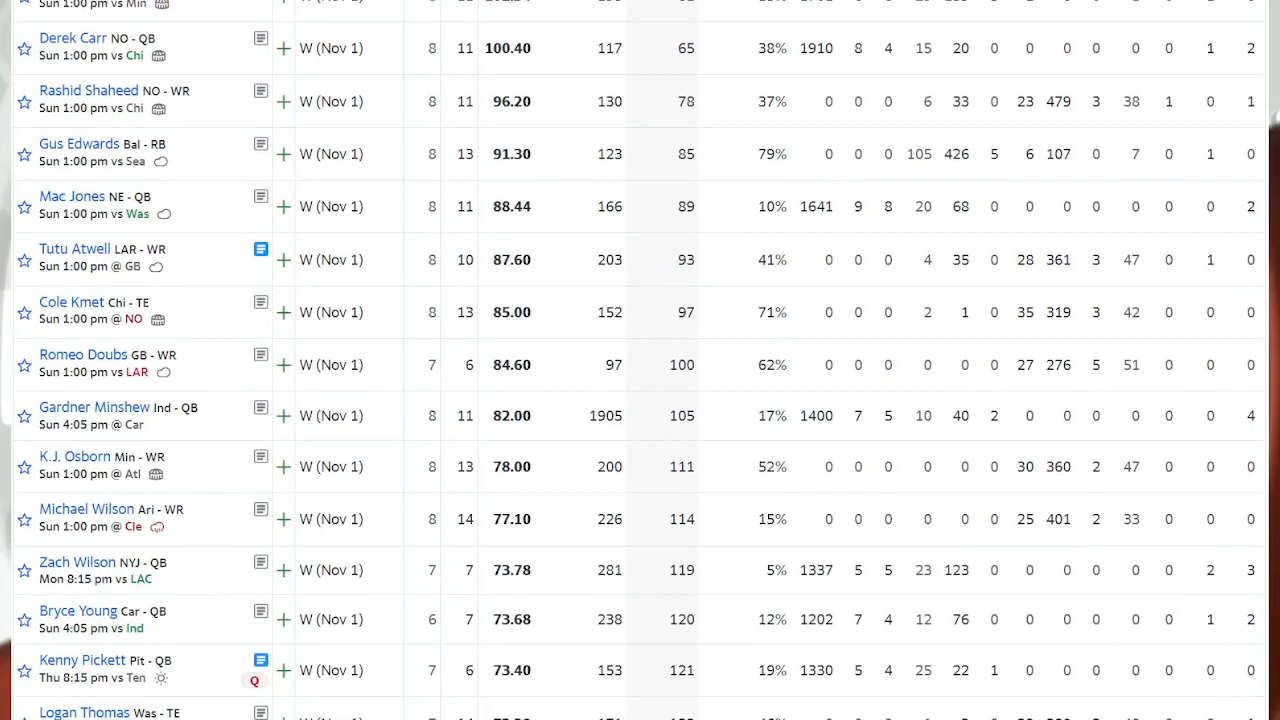 Sun 1:00 pm vs Min
Derek Carr NO - QB W (Nov 1) 8 11 100.40 117 65 38% 1910 8 4 15 20 0 0 0 0 0 0 1 2
Sun 1:00 pm vs Chi
Rashid Shaheed NO - WR W (Nov 1) 8 11 96.20 130 78 37% 0 0 0 6 33 0 23 479 3 38 1 0 1
Sun 1:00 pm vs Chi
Gus Edwards Bal - RB W (Nov 1) 8 13 91.30 123 85 79% 0 0 0 105 426 5 6 107 0 7 0 1 0
Sun 1:00 pm vs Sea
Mac Jones NE - QB W (Nov 1) 8 11 88.44 166 89 10% 1641 9 8 20 68 0 0 0 0 0 0 0 2
Sun 1:00 pm vs Was
Tutu Atwell LAR - WR W (Nov 1) 8 10 87.60 203 93 41% 0 0 0 4 35 0 28 361 3 47 0 1 0
Sun 1:00 pm @ GB
Cole Kmet Chi - TE W (Nov 1) 8 13 85.00 152 97 71% 0 0 0 2 1 0 35 319 3 42 0 0 0
Sun 1:00 pm @ NO
Romeo Doubs GB - WR W (Nov 1) 7 6 84.60 97 100 62% 0 0 0 0 0 0 27 276 5 51 0 0 0
Sun 1:00 pm vs LAR
Gardner Minshew Ind - QB W (Nov 1) 8 11 82.00 1905 105 17% 1400 7 5 10 40 2 0 0 0 0 0 0 4
Sun 4:05 pm @ Car
K.J. Osborn Min - WR W (Nov 1) 8 13 78.00 200 111 52% 0 0 0 0 0 0 30 360 2 47 0 0 0
Sun 1:00 pm @ Atl
Michael Wilson Ari - WR W (Nov 1) 8 14 77.10 226 114 15% 0 0 0 0 0 0 25 401 2 33 0 0 0
Sun 1:00 pm @ Cle
Zach Wilson NYJ - QB W (Nov 1) 7 7 73.78 281 119 5% 1337 5 5 23 123 0 0 0 0 0 0 2 3
Mon 8:15 pm vs LAC
Bryce Young Car - QB W (Nov 1) 6 7 73.68 238 120 12% 1202 7 4 12 76 0 0 0 0 0 0 1 2
Sun 4:05 pm vs Ind
Kenny Pickett Pit - QB W (Nov 1) 7 6 73.40 153 121 19% 1330 5 4 25 22 1 0 0 0 0 0 0 0
Thu 8:15 pm vs Ten Q
Logan Thomas Was - TE